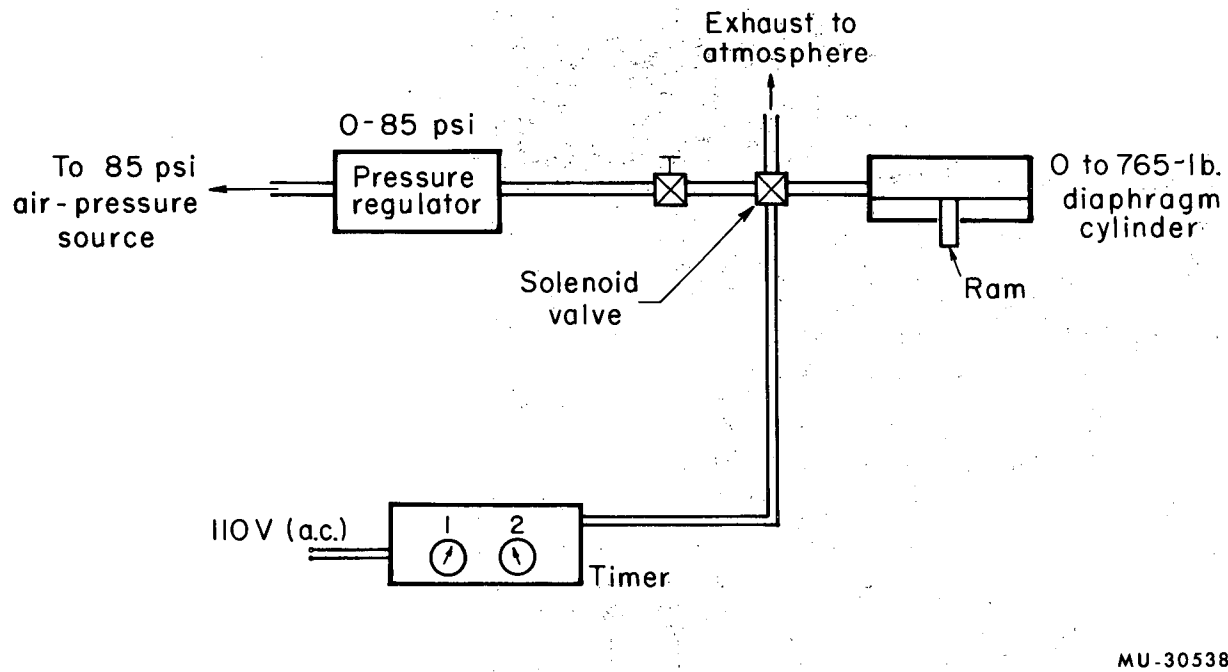 Exhaust to
atmosphere
0-85 psi
To 85 psi
air-pressure
source
Pressure
regulator
0 to 765-lb.
diaphragm
cylinder
Solenoid
valve
Ram
110V (a.c.)
1 2
Timer
MU-30538